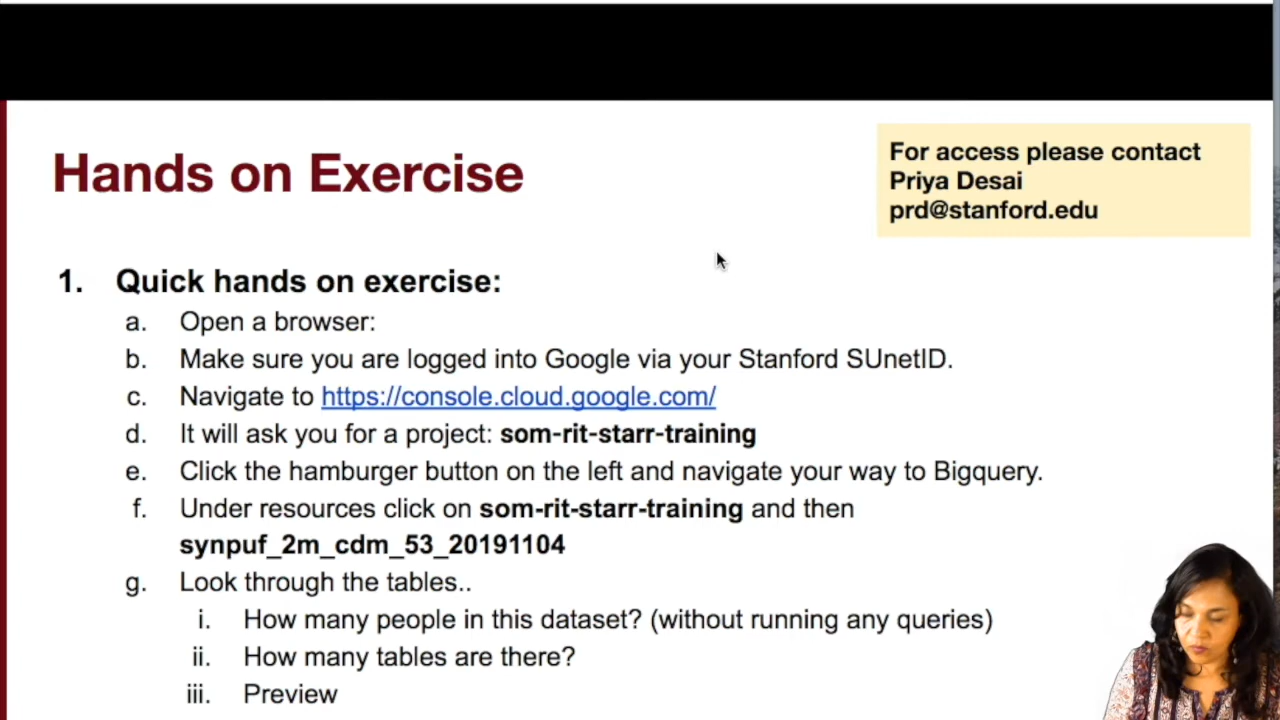 Hands on Exercise
For access please contact
Priya Desai
prd@stanford.edu
1. Quick hands on exercise:
a. Open a browser:
b. Make sure you are logged into Google via your Stanford SUnetID.
c. Navigate to https://console.cloud.google.com/
d. It will ask you for a project: som-rit-starr-training
e. Click the hamburger button on the left and navigate your way to Bigquery.
f. Under resources click on som-rit-starr-training and then
synpuf_2m_cdm_53_20191104
g. Look through the tables..
i. How many people in this dataset? (without running any queries)
ii. How many tables are there?
iii. Preview